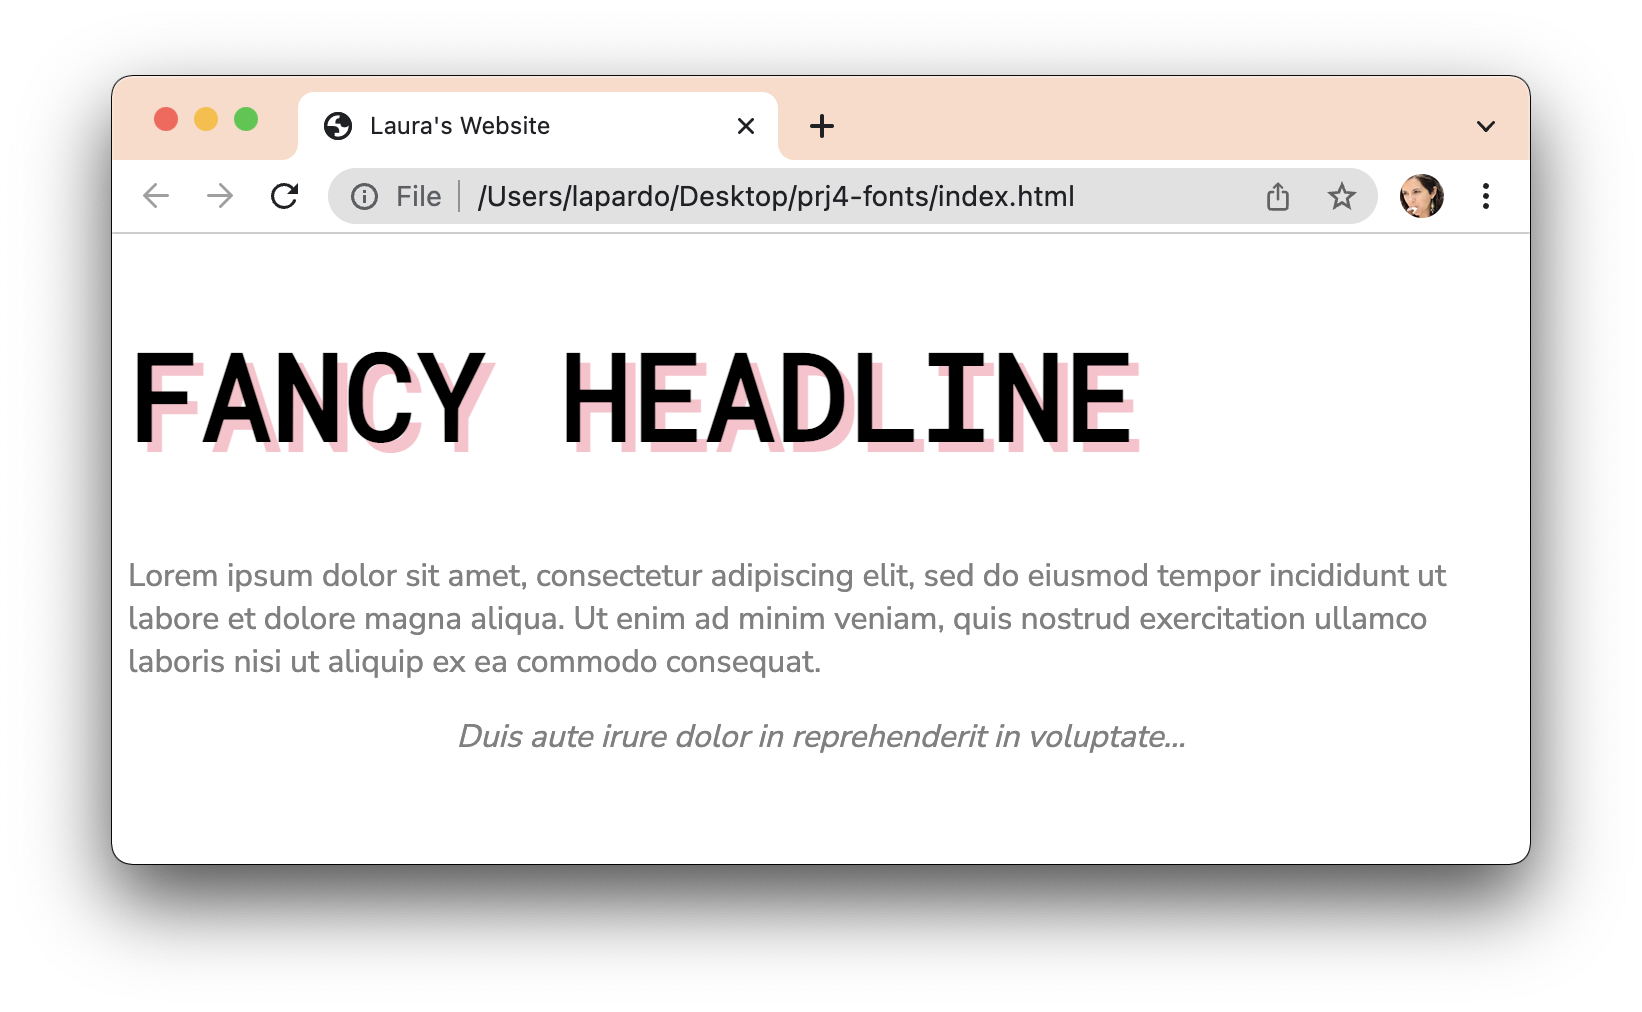 Laura's Website
File
/Users/lapardo/Desktop/prj4-fonts/index.html
FANCY HEADLINE
Lorem ipsum dolor sit amet, consectetur adipiscing elit, sed do eiusmod tempor incididunt ut
labore et dolore magna aliqua. Ut enim ad minim veniam, quis nostrud exercitation ullamco
laboris nisi ut aliquip ex ea commodo consequat.
Duis aute irure dolor in reprehenderit in voluptate...